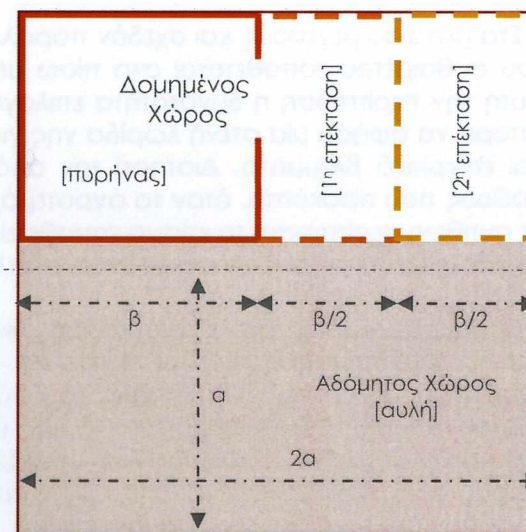 Δομημένος
Χώρος
[πυρήνας]
[1η επέκταση]
[2η επέκταση]
β
β/2
β/2
α
Αδόμητος Χώρος
[αυλή]
2α